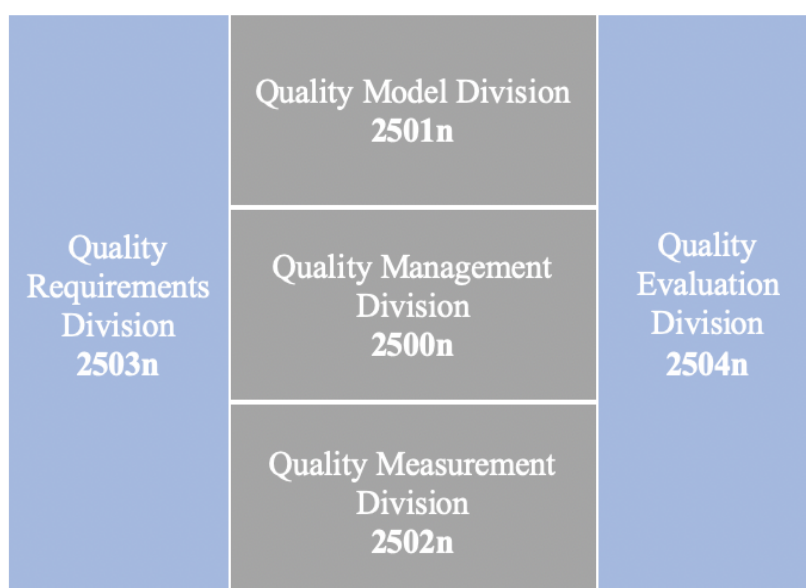 Quality
Requirements
Division
2503n
Quality Model Division
2501n
Quality Management
Division
2500n
Quality Measurement
Division
2502n
Quality
Evaluation
Division
2504n